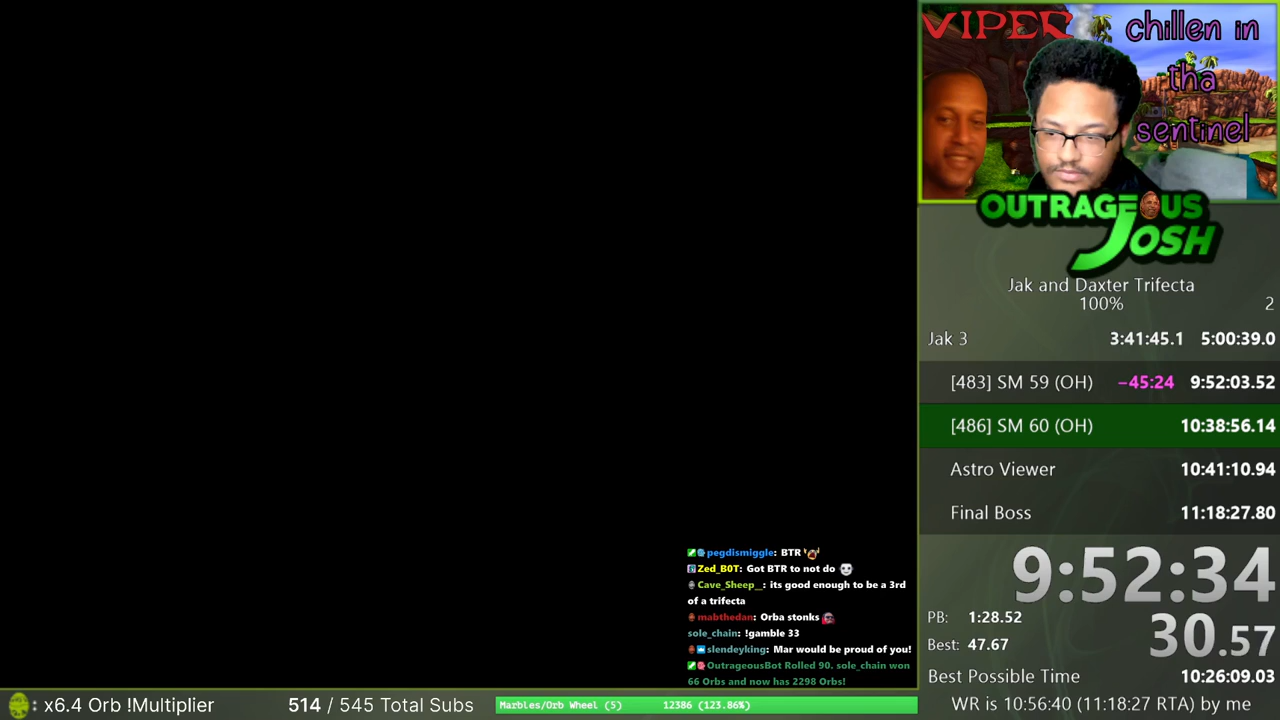 VIPER
chillen in
tha
sentinel
OUTRAGEOUS
JOSH
Jak and Daxter Trifecta
100% 2
Jak 3 3:41:45.1 5:00:39.0
[483] SM 59 (OH) −45:24 9:52:03.52
[486] SM 60 (OH) 10:38:56.14
Astro Viewer 10:41:10.94
Final Boss 11:18:27.80
9:52:34
PB: 1:28.52
30.57
Best: 47.67
Best Possible Time 10:26:09.03
WR is 10:56:40 (11:18:27 RTA) by me
pegdismiggle: BTR
Zed_B0T: Got BTR to not do
Cave_Sheep__: its good enough to be a 3rd
of a trifecta
mabthedan: Orba stonks
sole_chain: !gamble 33
slendeyking: Mar would be proud of you!
OutrageousBot Rolled 90. sole_chain won
66 Orbs and now has 2298 Orbs!
: x6.4 Orb !Multiplier
514 / 545 Total Subs
Marbles/Orb Wheel (5) 12386 (123.86%)